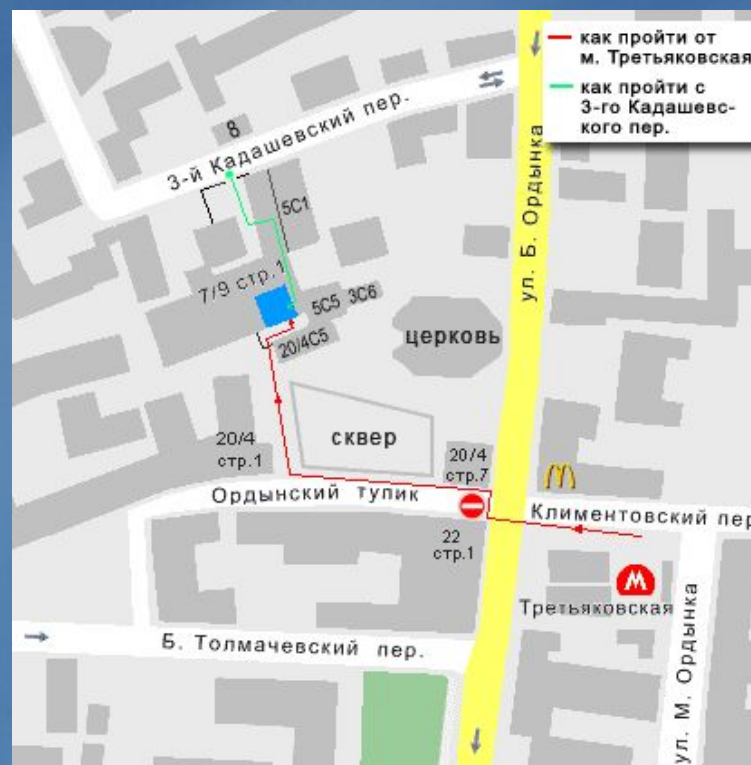 как пройти от
м. Третьяковская
как пройти с
3-го Кадашевс-
кого пер.
8
3-й Кадашевский пер.
5С1
ул. Б. Ордынка
7/9 стр.1
5С5 3С6
20/4С5
церковь
сквер
20/4
стр.1
20/4
стр.7
Ордынский тупик
Климентовский пер
22
стр.1
М
Третьяковская
Б. Толмачевский пер.
ул. М. Ордынка